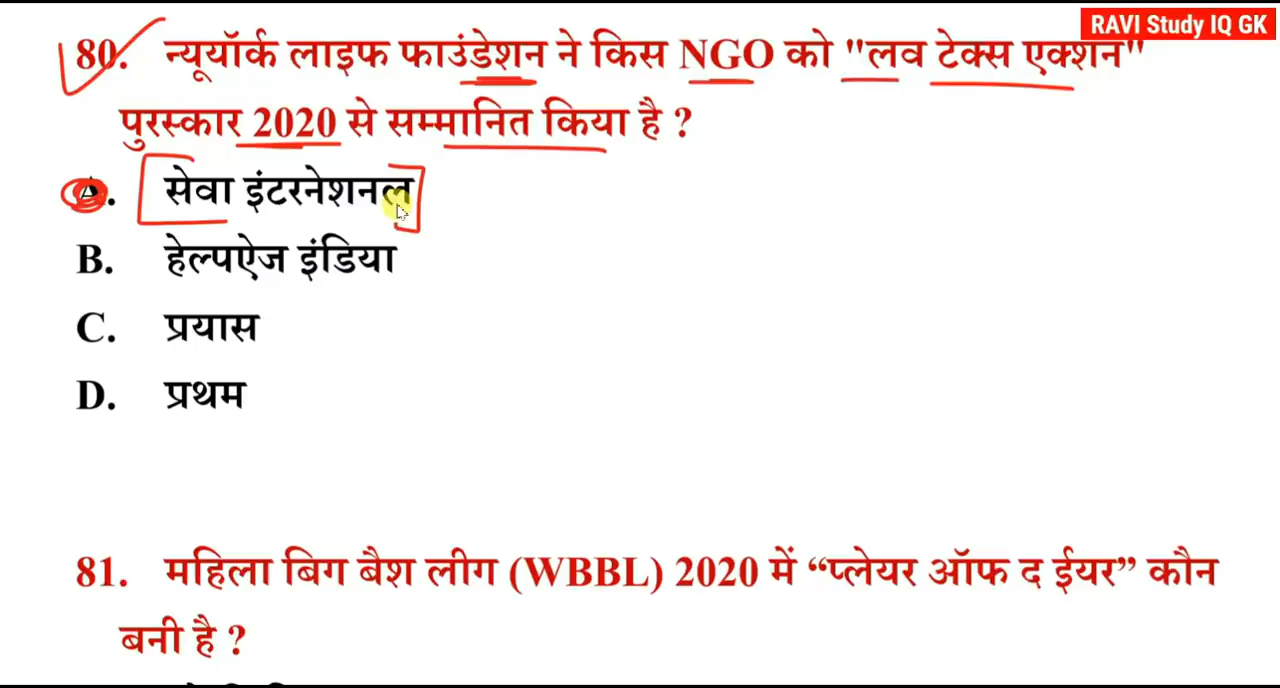 RAVI Study IQ GK
80. न्यूयॉर्क लाइफ फाउंडेशन ने किस NGO को "लव टेक्स एक्शन"
पुरस्कार 2020 से सम्मानित किया है ?
A. सेवा इंटरनेशनल
B. हेल्पऐज इंडिया
C. प्रयास
D. प्रथम
81. महिला बिग बैश लीग (WBBL) 2020 में “प्लेयर ऑफ द ईयर” कौन
बनी है ?